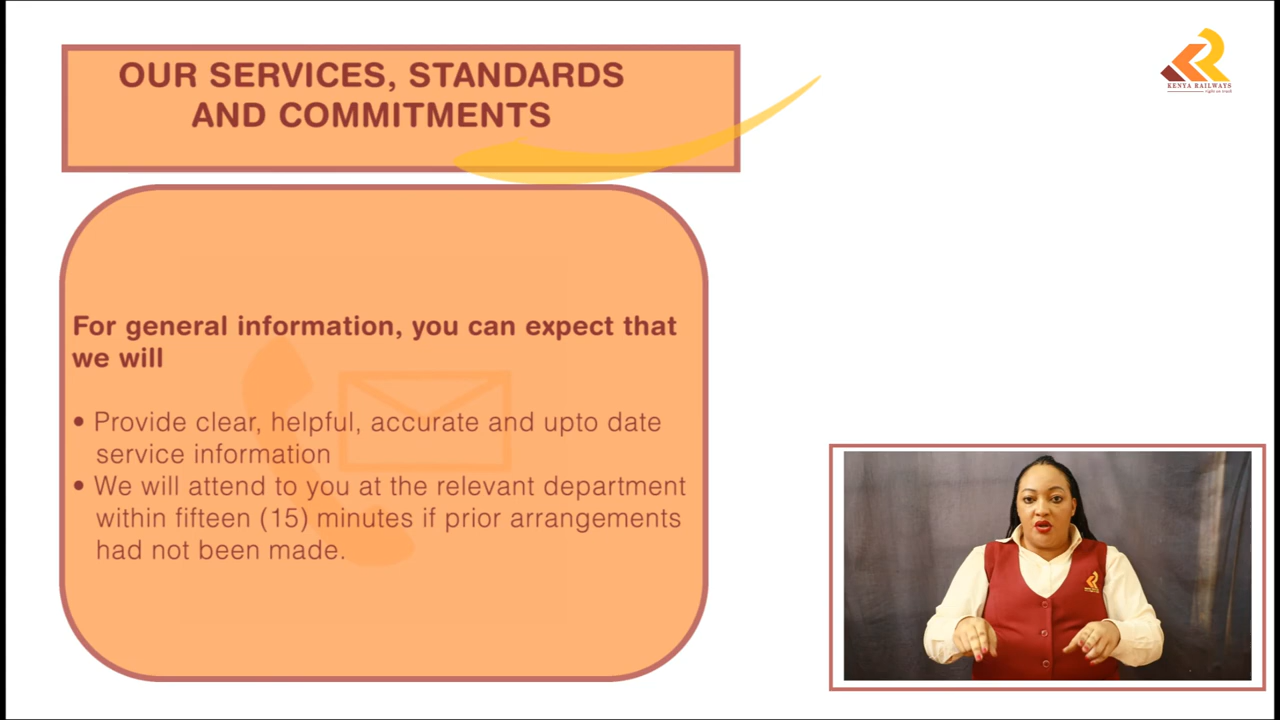 OUR SERVICES, STANDARDS
AND COMMITMENTS
KENYA RAILWAYS
For general information, you can expect that
we will
• Provide clear, helpful, accurate and upto date
service information
• We will attend to you at the relevant department
within fifteen (15) minutes if prior arrangements
had not been made.